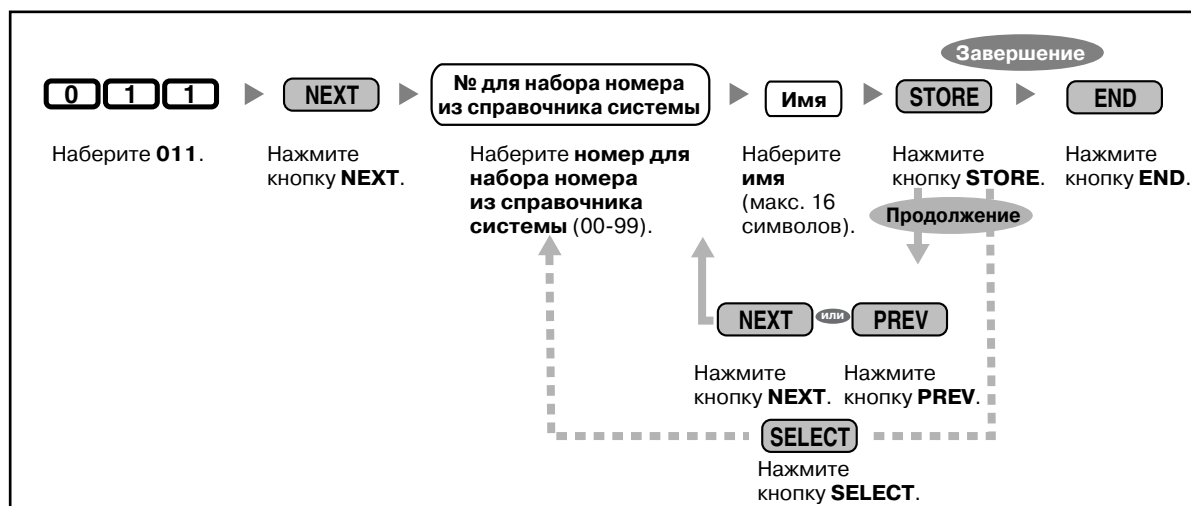 Завершение
0 1 1
NEXT
№ для набора номера
из справочника системы
Имя
STORE
END
Наберите 011.
Нажмите
кнопку NEXT.
Наберите номер для
набора номера
из справочника
системы (00-99).
Наберите
имя
(макс. 16
символов).
Нажмите
кнопку STORE.
Нажмите
кнопку END.
Продолжение
NEXT
или
PREV
Нажмите
кнопку NEXT.
Нажмите
кнопку PREV.
SELECT
Нажмите
кнопку SELECT.